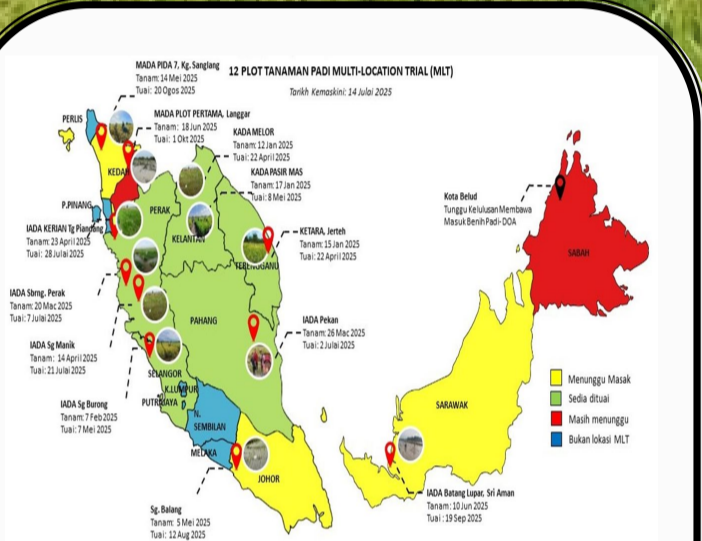 12 PLOT TANAMAN PADI MULTI-LOCATION TRIAL (MLT)
Tarikh Kemaskini: 14 Julai 2025
MADA PIDA 7, Kg. Sanglang
Tanam: 14 Mei 2025
Tuai: 20 Ogos 2025
MADA PLOT PERTAMA, Langgar
Tanam: 18 Jun 2025
Tuai: 1 Okt 2025
KADA MELOR
Tanam: 12 Jan 2025
Tuai: 22 April 2025
KADA PASIR MAS
Tanam: 17 Jan 2025
Tuai: 8 Mei 2025
KETARA, Jerteh
Tanam: 15 Jan 2025
Tuai: 22 April 2025
IADA Pekan
Tanam: 26 Mac 2025
Tuai: 2 Julai 2025
IADA KERIAN Tg Piandang
Tanam: 23 April 2025
Tuai: 28 Julai 2025
IADA Sbrng. Perak
Tanam: 20 Mac 2025
Tuai: 7 Julai 2025
IADA Sg Manik
Tanam: 14 April 2025
Tuai: 21 Julai 2025
IADA Sg Burong
Tanam: 7 Feb 2025
Tuai: 7 Mei 2025
Sg. Balang
Tanam: 5 Mei 2025
Tuai: 12 Aug 2025
Kota Belud
Tunggu Kelulusan Membawa
Masuk Benih Padi-DOA
IADA Batang Lupar, Sri Aman
Tanam: 10 Jun 2025
Tuai: 19 Sep 2025
PERLIS
KEDAH
P.PINANG
PERAK
KELANTAN
TERENGGANU
PAHANG
SELANGOR
K.LUMPUR
PUTRAJAYA
N.
SEMBILAN
MELAKA
JOHOR
SARAWAK
SABAH
Menunggu Masak
Sedia dituai
Masih menunggu
Bukan lokasi MLT